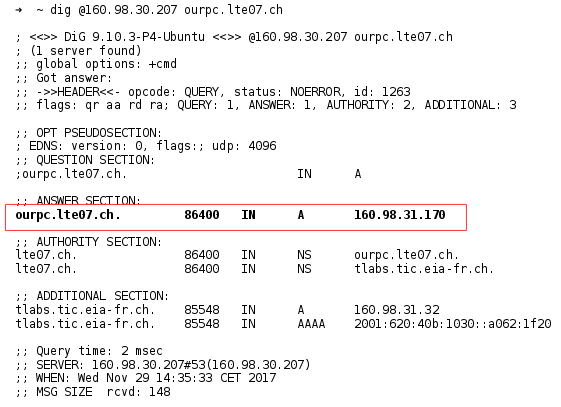 ➜  ~ dig @160.98.30.207 ourpc.lte07.ch
; <<>> DiG 9.10.3-P4-Ubuntu <<>> @160.98.30.207 ourpc.lte07.ch
; (1 server found)
;; global options: +cmd
;; Got answer:
;; ->>HEADER<<- opcode: QUERY, status: NOERROR, id: 1263
;; flags: qr aa rd ra; QUERY: 1, ANSWER: 1, AUTHORITY: 2, ADDITIONAL: 3
;; OPT PSEUDOSECTION:
; EDNS: version: 0, flags:; udp: 4096
;; QUESTION SECTION:
;ourpc.lte07.ch. IN A
;; ANSWER SECTION:
ourpc.lte07.ch. 86400 IN A 160.98.31.170
;; AUTHORITY SECTION:
lte07.ch. 86400 IN NS ourpc.lte07.ch.
lte07.ch. 86400 IN NS tlabs.tic.eia-fr.ch.
;; ADDITIONAL SECTION:
tlabs.tic.eia-fr.ch. 85548 IN A 160.98.31.32
tlabs.tic.eia-fr.ch. 85548 IN AAAA 2001:620:40b:1030::a062:1f20
;; Query time: 2 msec
;; SERVER: 160.98.30.207#53(160.98.30.207)
;; WHEN: Wed Nov 29 14:35:33 CET 2017
;; MSG SIZE  rcvd: 148